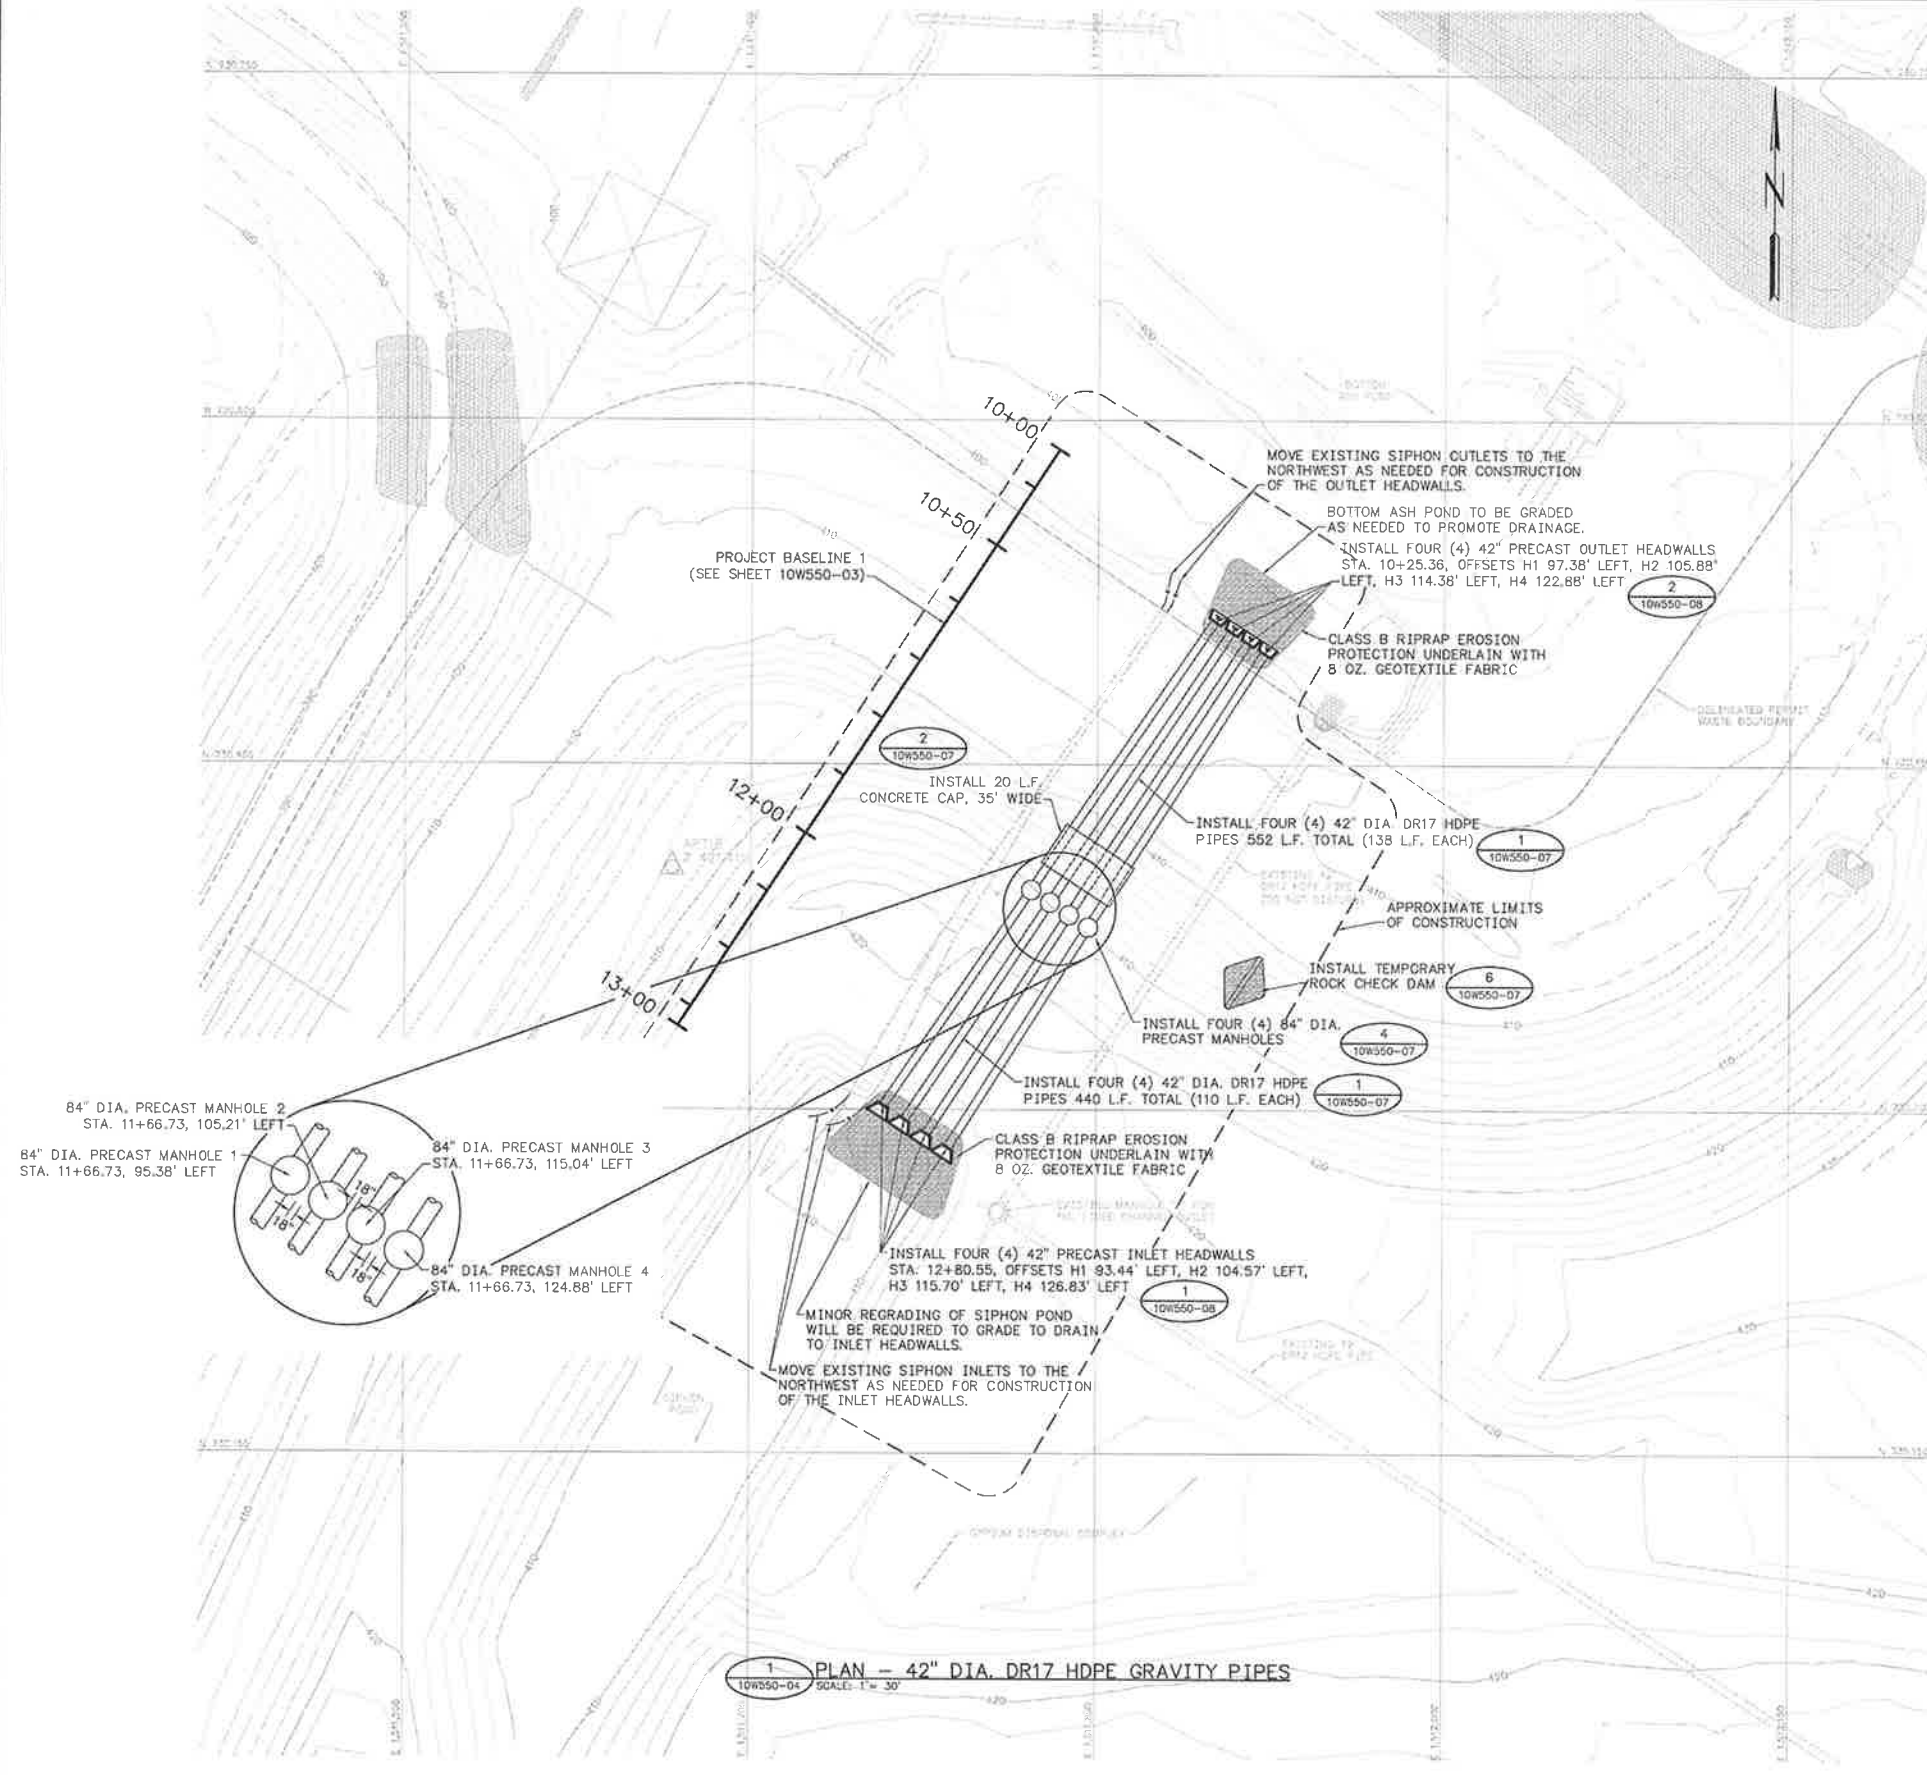 10+00
10+50
12+00
13+00
MOVE EXISTING SIPHON OUTLETS TO THE
NORTHWEST AS NEEDED FOR CONSTRUCTION
OF THE OUTLET HEADWALLS.
BOTTOM ASH POND TO BE GRADED
AS NEEDED TO PROMOTE DRAINAGE.
INSTALL FOUR (4) 42" PRECAST OUTLET HEADWALLS
STA. 10+25.36, OFFSETS H1 97.38' LEFT, H2 105.88'
LEFT, H3 114.38' LEFT, H4 122.88' LEFT
2
10W550-08
PROJECT BASELINE 1
(SEE SHEET 10W550-03)
CLASS B RIPRAP EROSION
PROTECTION UNDERLAIN WITH
8 OZ. GEOTEXTILE FABRIC
DELINEATED PERMIT
WASTE BOUNDARY
2
10W550-07
INSTALL 20 L.F.
CONCRETE CAP, 35' WIDE
INSTALL FOUR (4) 42" DIA. DR17 HDPE
PIPES 552 L.F. TOTAL (138 L.F. EACH)
1
10W550-07
APPROXIMATE LIMITS
OF CONSTRUCTION
INSTALL TEMPORARY
ROCK CHECK DAM
6
10W550-07
INSTALL FOUR (4) 84" DIA.
PRECAST MANHOLES
4
10W550-07
INSTALL FOUR (4) 42" DIA. DR17 HDPE
PIPES 440 L.F. TOTAL (110 L.F. EACH)
1
10W550-07
84" DIA. PRECAST MANHOLE 2
STA. 11+66.73, 105.21' LEFT
84" DIA. PRECAST MANHOLE 1
STA. 11+66.73, 95.38' LEFT
84" DIA. PRECAST MANHOLE 3
STA. 11+66.73, 115.04' LEFT
18"
18"
18"
84" DIA. PRECAST MANHOLE 4
STA. 11+66.73, 124.88' LEFT
CLASS B RIPRAP EROSION
PROTECTION UNDERLAIN WITH
8 OZ. GEOTEXTILE FABRIC
INSTALL FOUR (4) 42" PRECAST INLET HEADWALLS
STA. 12+80.55, OFFSETS H1 93.44' LEFT, H2 104.57' LEFT,
H3 115.70' LEFT, H4 126.83' LEFT
1
10W550-08
MINOR REGRADING OF SIPHON POND
WILL BE REQUIRED TO GRADE TO DRAIN
TO INLET HEADWALLS.
MOVE EXISTING SIPHON INLETS TO THE
NORTHWEST AS NEEDED FOR CONSTRUCTION
OF THE INLET HEADWALLS.
GYPSUM DISPOSAL COMPLEX
N
1
10W550-04
PLAN - 42" DIA. DR17 HDPE GRAVITY PIPES
SCALE: 1"= 30'